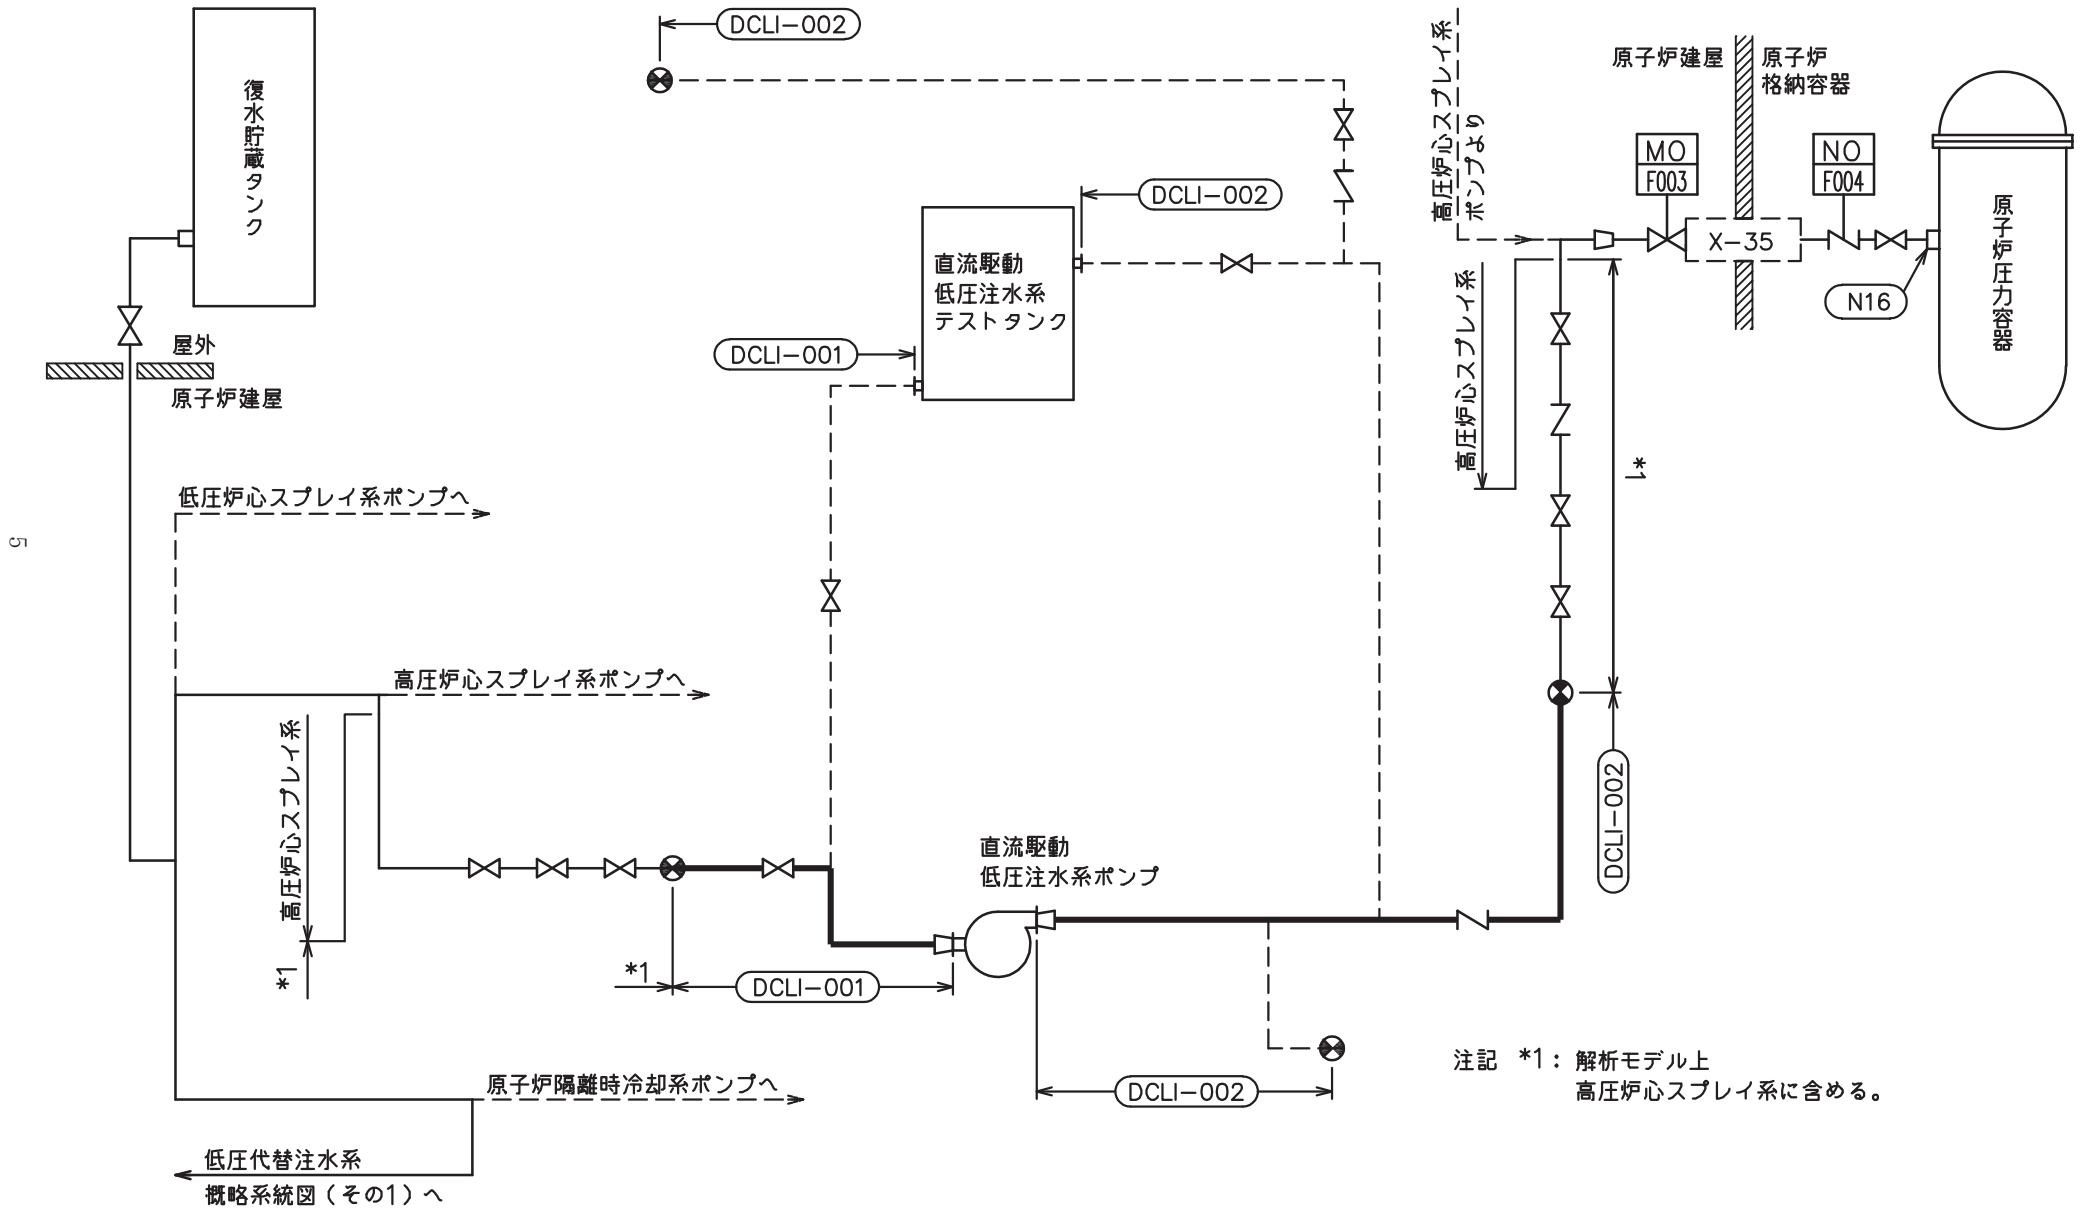 復水貯蔵タンク
屋外
原子炉建屋
DCLI-002
直流駆動
低圧注水系
テストタンク
DCLI-002
DCLI-001
高圧炉心スプレイ系
ポンプより
原子炉建屋
原子炉
格納容器
MO
F003
NO
F004
X-35
N16
原子炉圧力容器
高圧炉心スプレイ系
*1
DCLI-002
低圧炉心スプレイ系ポンプへ
5
高圧炉心スプレイ系ポンプへ
高圧炉心スプレイ系
*1
直流駆動
低圧注水系ポンプ
*1
DCLI-001
DCLI-002
原子炉隔離時冷却系ポンプへ
低圧代替注水系
概略系統図(その1)へ
注記 *1:解析モデル上
高圧炉心スプレイ系に含める。